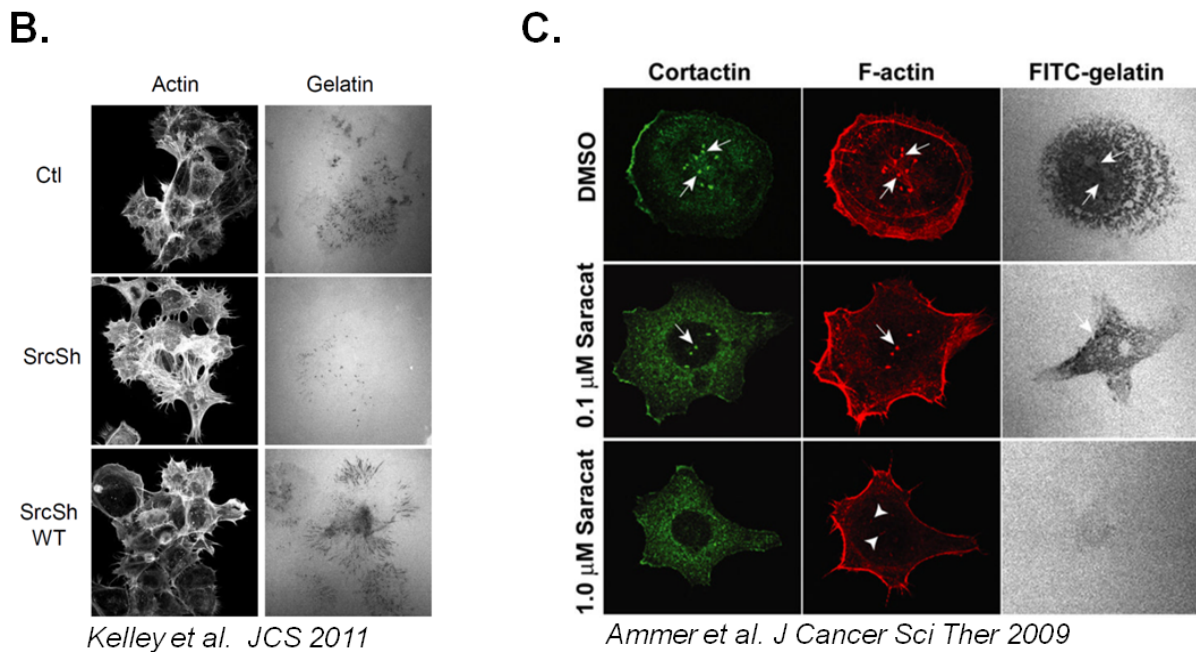 B.
Actin Gelatin
Ctl
SrcSh
SrcSh
WT
Kelley et al. JCS 2011
C.
Cortactin F-actin FITC-gelatin
DMSO
0.1 μM Saracat
1.0 μM Saracat
Ammer et al. J Cancer Sci Ther 2009